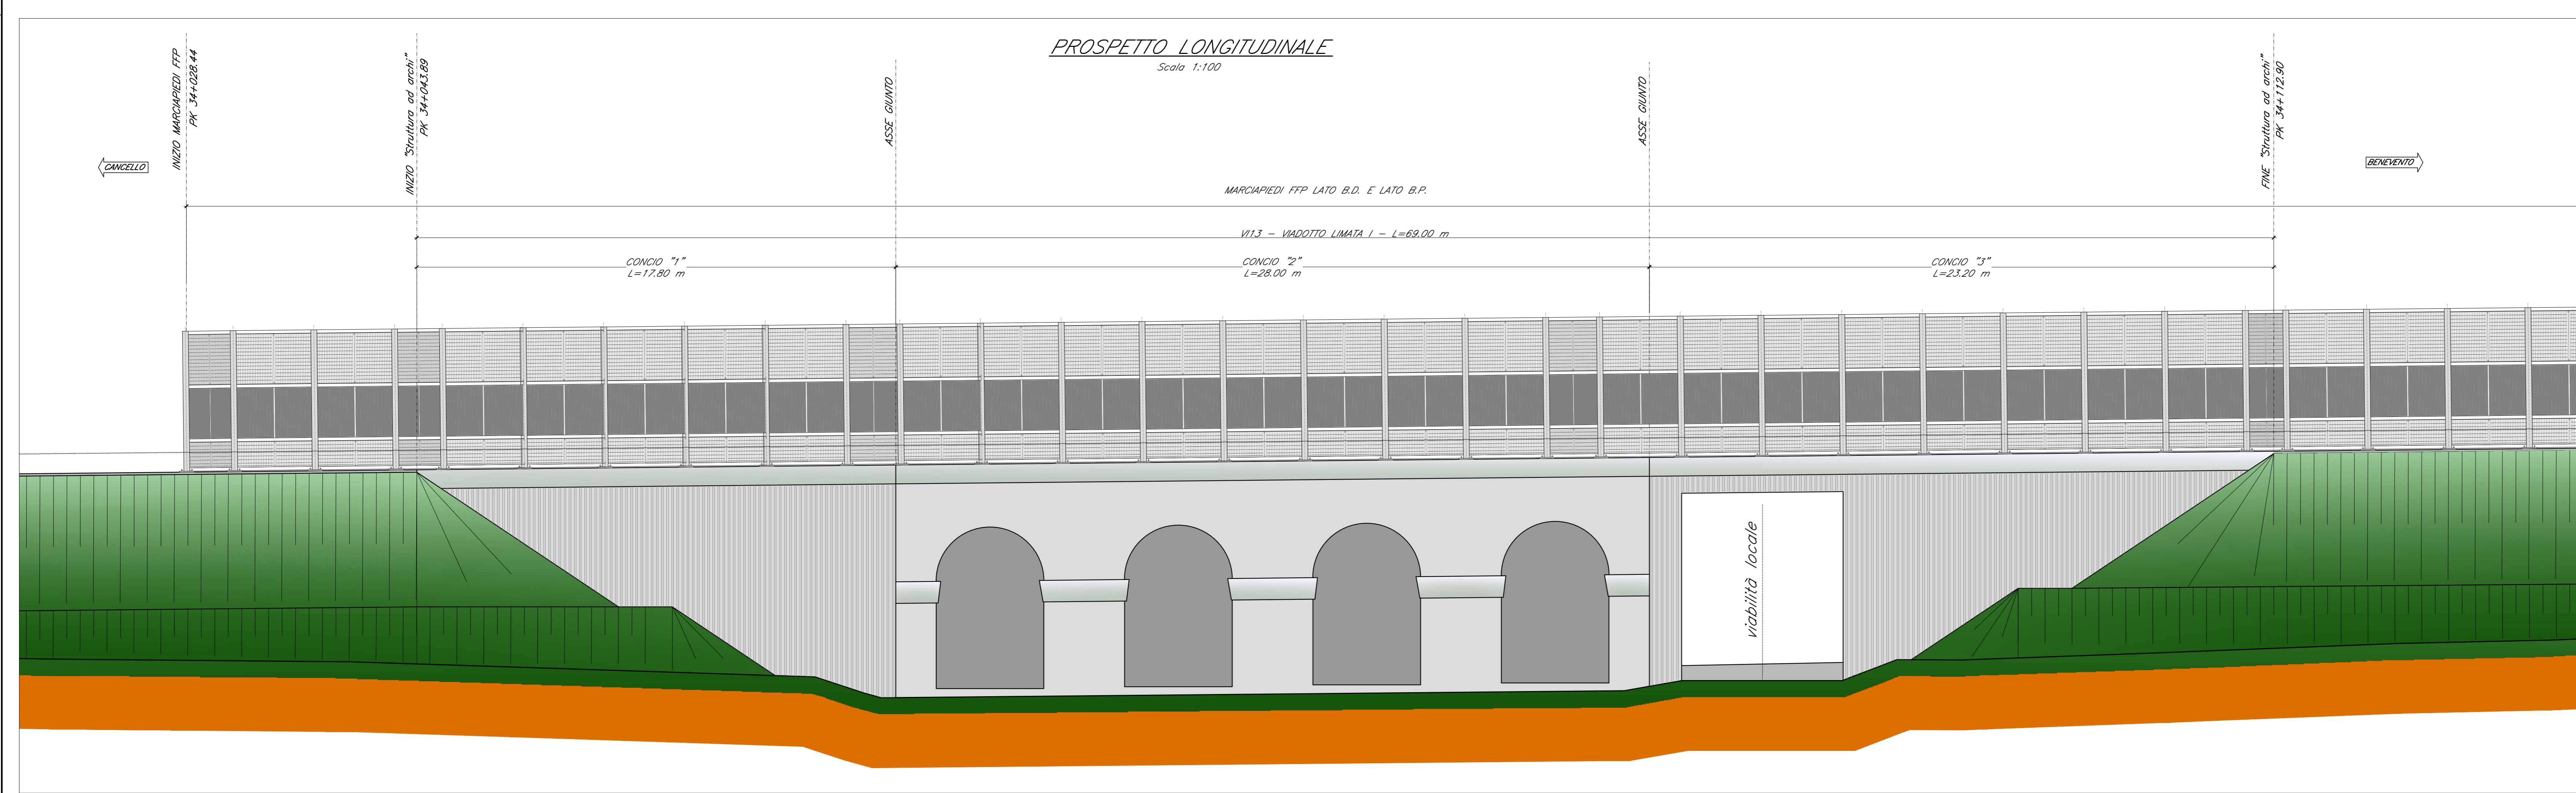 PROSPETTO LONGITUDINALE
Scala 1:100
INIZIO MARCIAPIEDI FFP
PK 34+028.44
INIZIO "Struttura ad archi"
PK 34+043.89
ASSE GIUNTO
ASSE GIUNTO
FINE "Struttura ad archi"
PK 34+112.90
CANCELLO
BENEVENTO
MARCIAPIEDI FFP LATO B.D. E LATO B.P.
VI13 - VIADOTTO LIMATA I - L=69.00 m
CONCIO "1"
L=17.80 m
CONCIO "2"
L=28.00 m
CONCIO "3"
L=23.20 m
viabilità locale